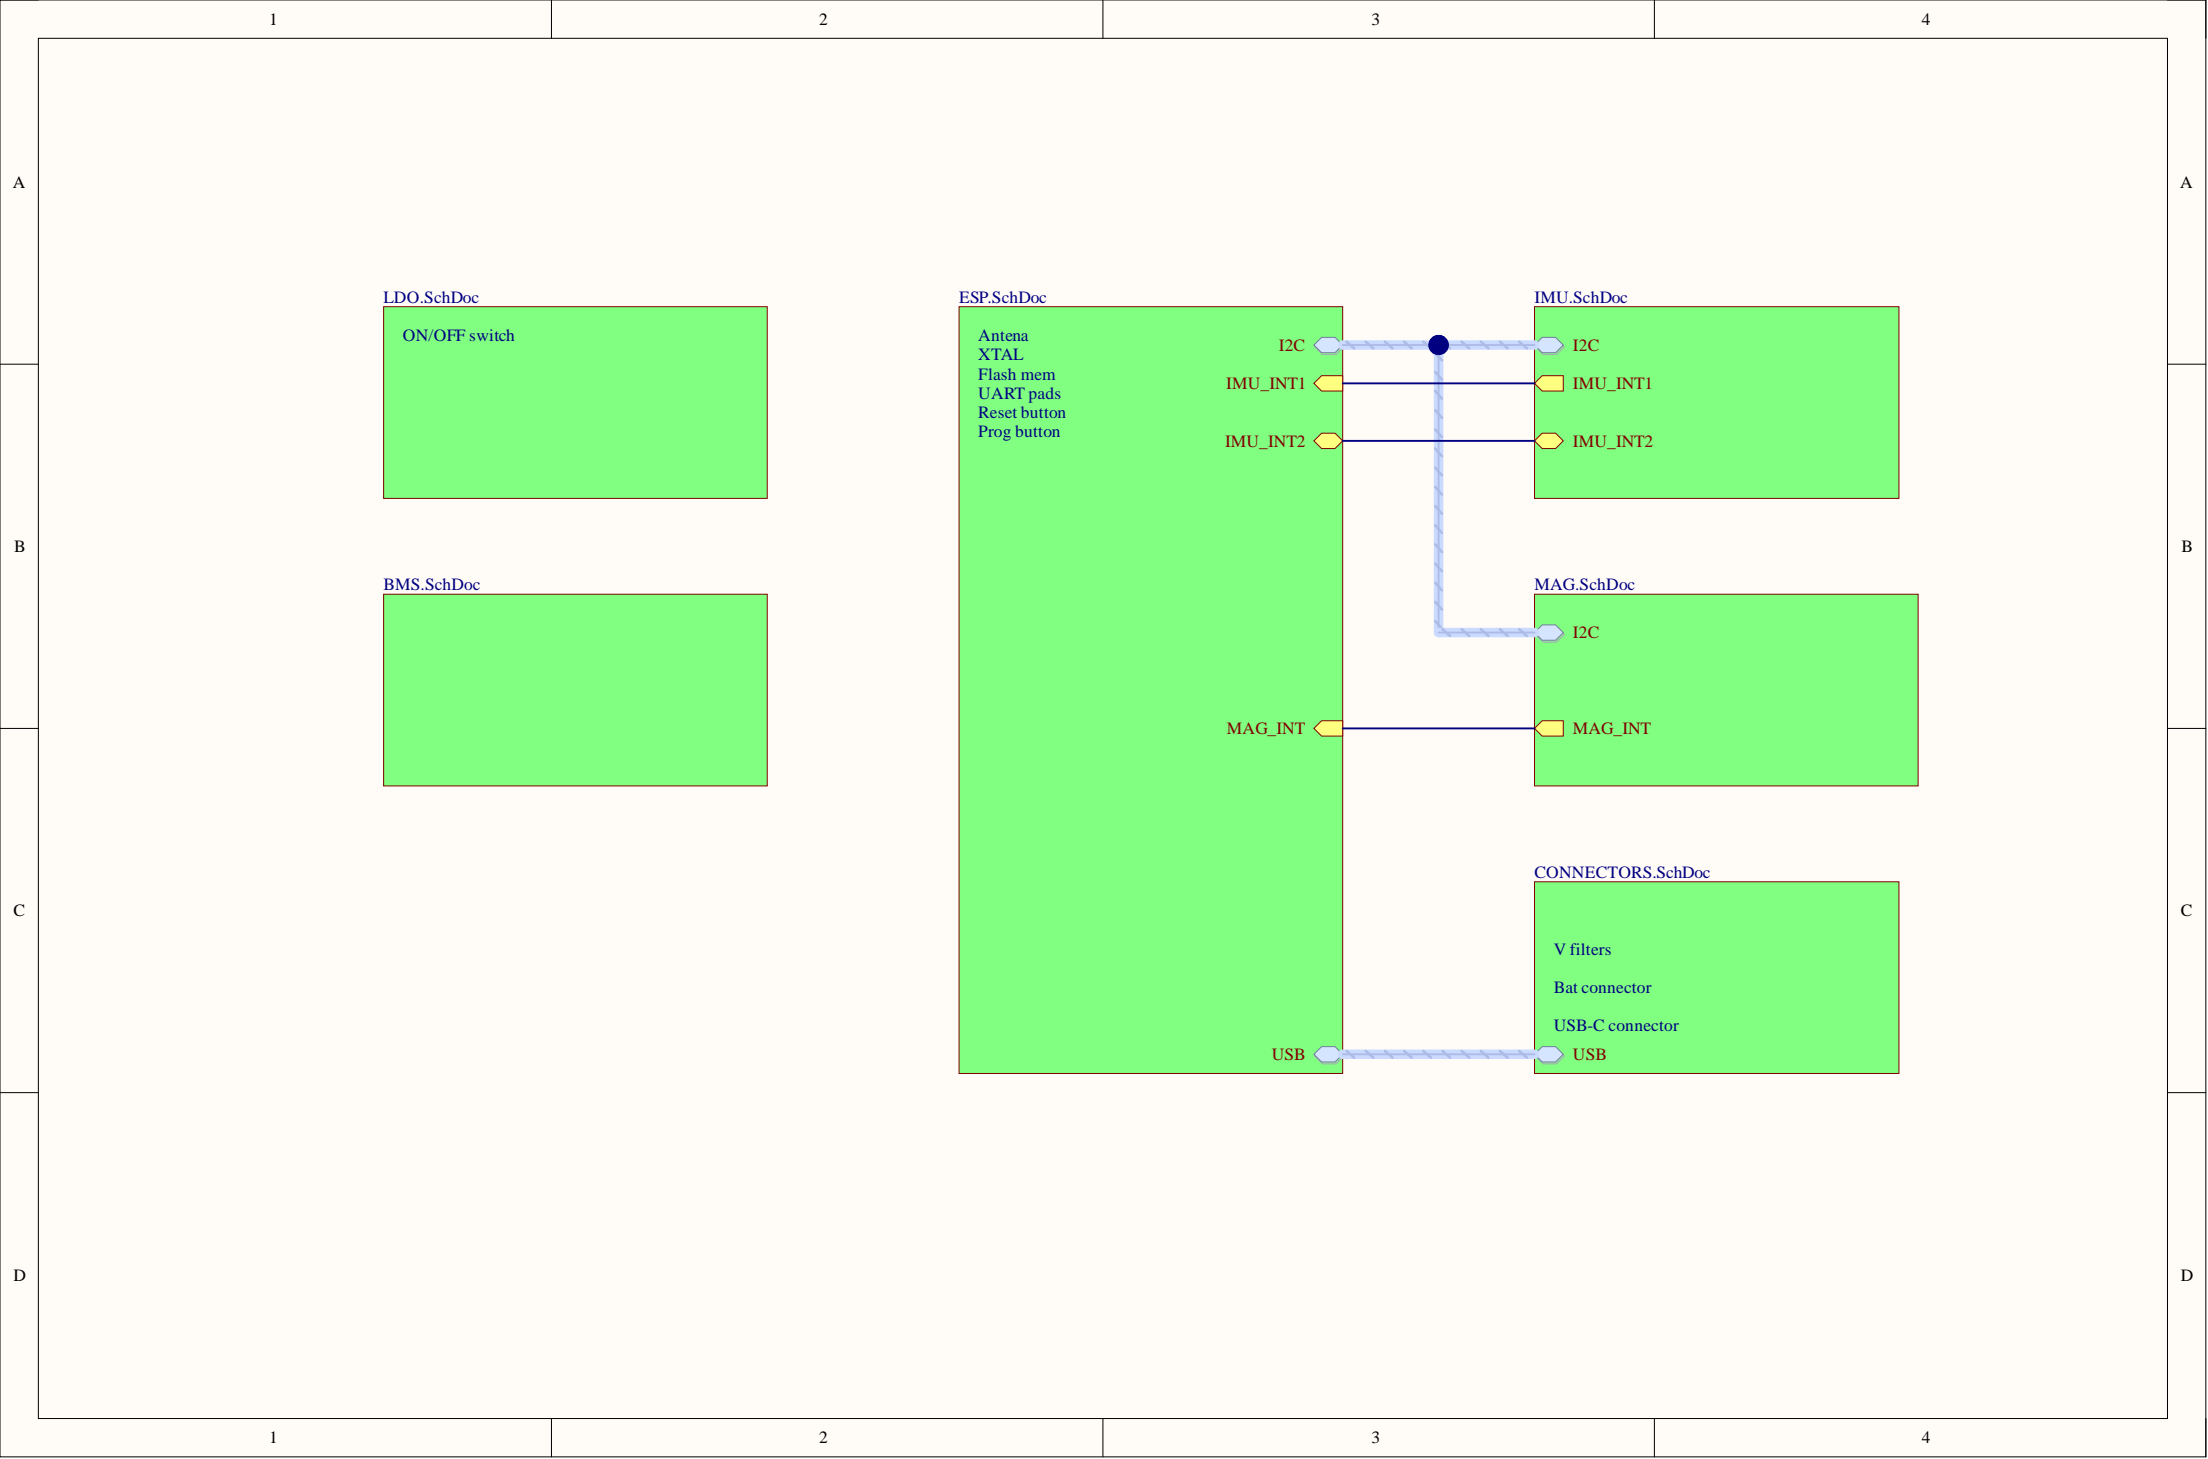 1 2 3 4
A A
LDO.SchDoc
ON/OFF switch
ESP.SchDoc
Antena
XTAL
Flash mem
UART pads
Reset button
Prog button
I2C
IMU_INT1
IMU_INT2
MAG_INT
USB
IMU.SchDoc
I2C
IMU_INT1
IMU_INT2
B B
BMS.SchDoc
MAG.SchDoc
I2C
MAG_INT
CONNECTORS.SchDoc
C C
V filters
Bat connector
USB-C connector
USB
D D
1 2 3 4